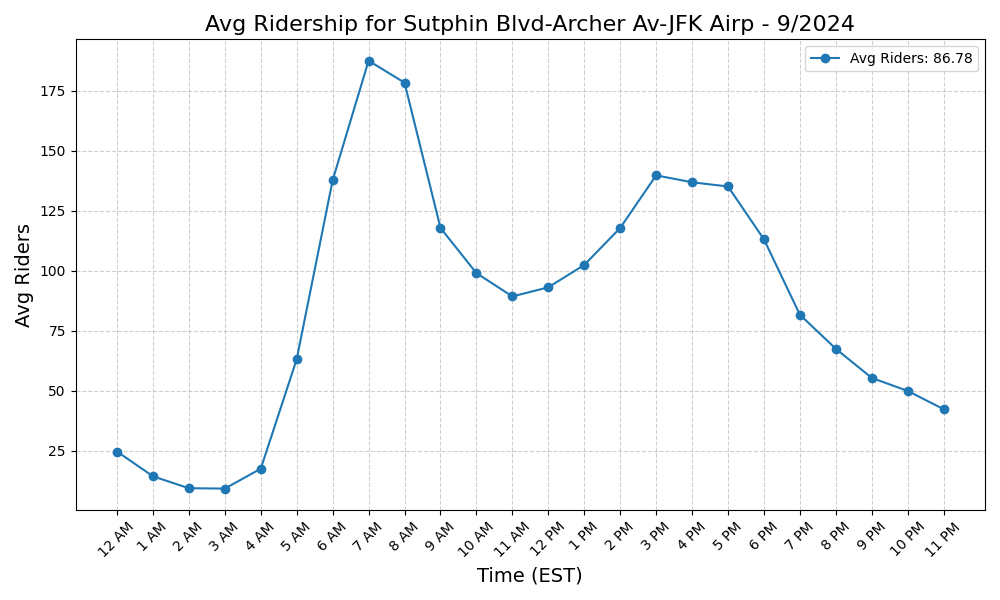 Avg Ridership for Sutphin Blvd-Archer Av-JFK Airp - 9/2024
Avg Riders: 86.78
Avg Riders
175
150
125
100
75
50
25
12 AM
1 AM
2 AM
3 AM
4 AM
5 AM
6 AM
7 AM
8 AM
9 AM
10 AM
11 AM
12 PM
1 PM
2 PM
3 PM
4 PM
5 PM
6 PM
7 PM
8 PM
9 PM
10 PM
11 PM
Time (EST)